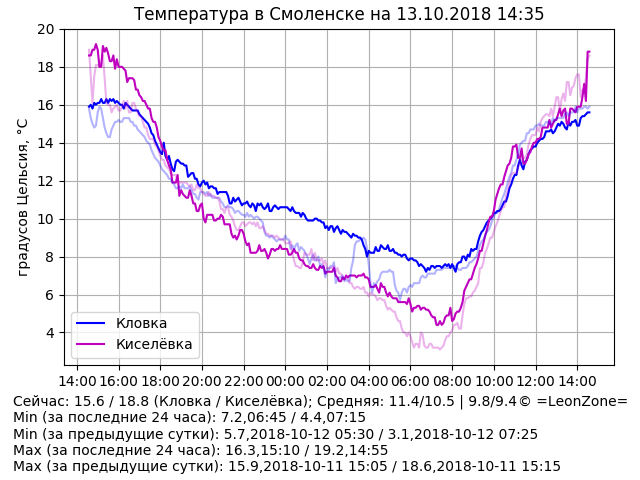 Температура в Смоленске на 13.10.2018 14:35
20
18
16
14
12
10
8
6
4
градусов Цельсия, °C
Кловка
Киселёвка
14:00 16:00 18:00 20:00 22:00 00:00 02:00 04:00 06:00 08:00 10:00 12:00 14:00
Сейчас: 15.6 / 18.8 (Кловка / Киселёвка); Средняя: 11.4/10.5 | 9.8/9.4© =LeonZone=
Min (за последние 24 часа): 7.2,06:45 / 4.4,07:15
Min (за предыдущие сутки): 5.7,2018-10-12 05:30 / 3.1,2018-10-12 07:25
Max (за последние 24 часа): 16.3,15:10 / 19.2,14:55
Max (за предыдущие сутки): 15.9,2018-10-11 15:05 / 18.6,2018-10-11 15:15